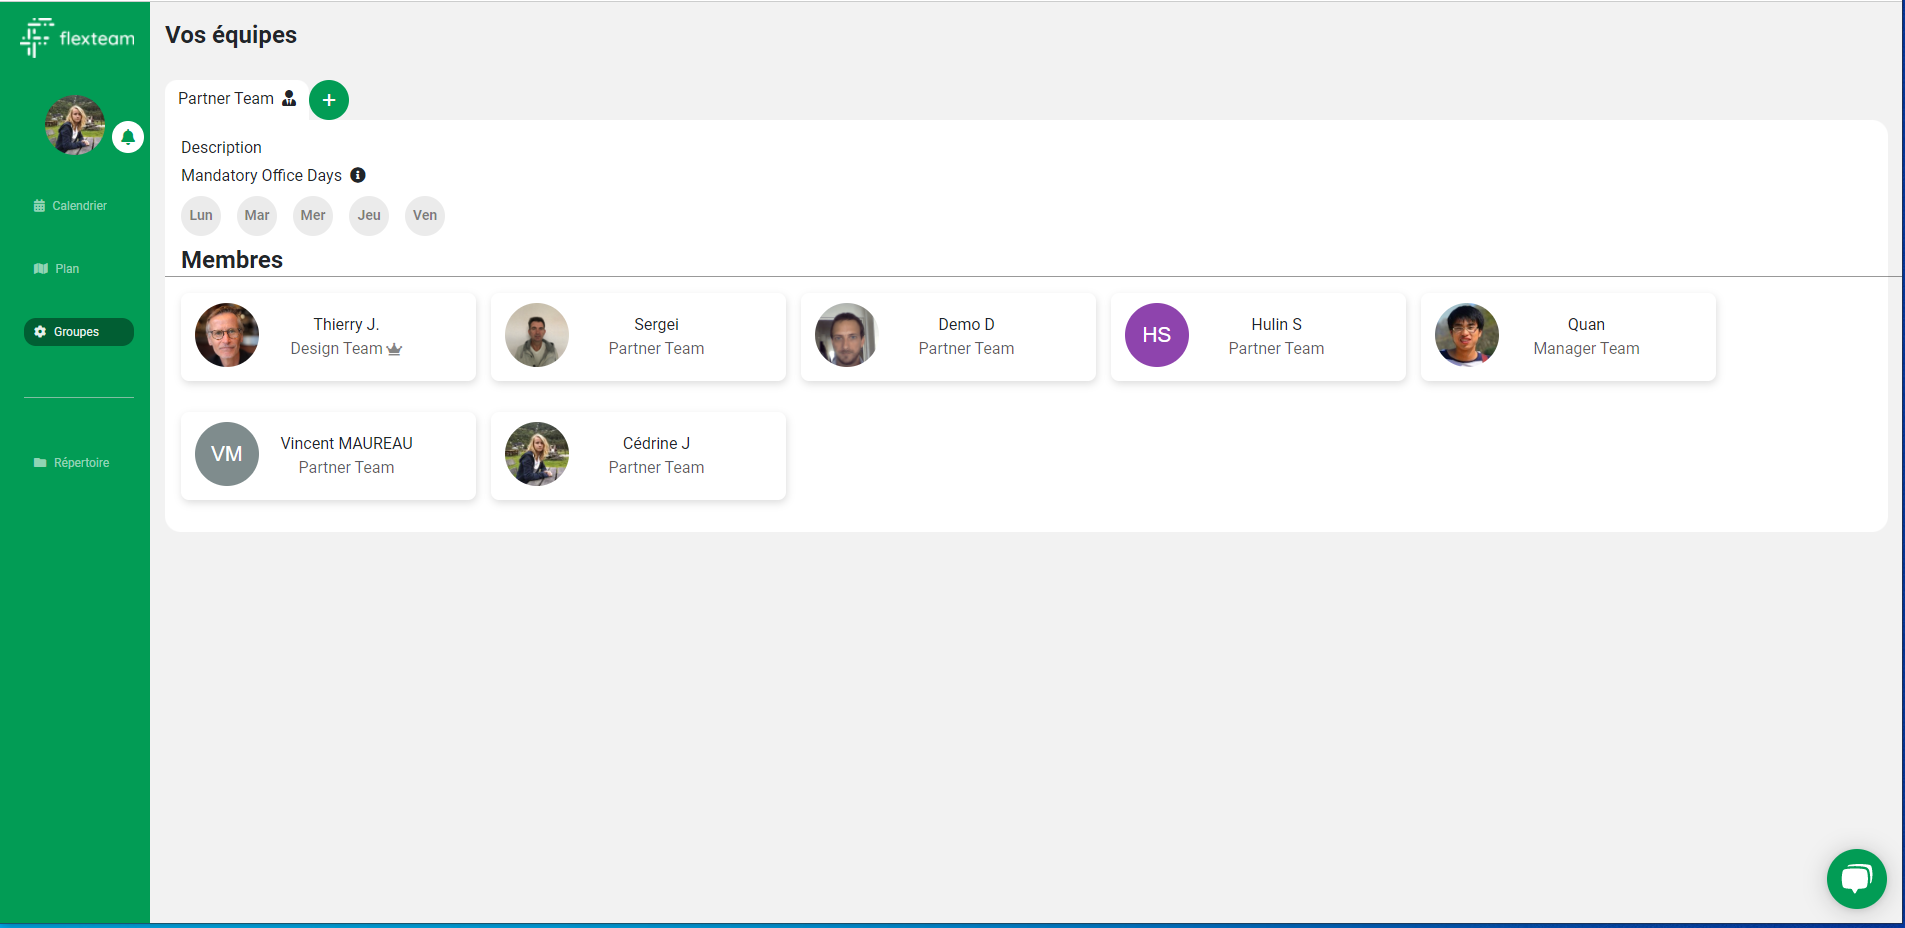 flexteam
Vos équipes
Partner Team
+
Description
Mandatory Office Days
Lun Mar Mer Jeu Ven
Calendrier
Plan
Groupes
Répertoire
Membres
Thierry J.
Design Team
Sergei
Partner Team
Demo D
Partner Team
HS
Hulin S
Partner Team
Quan
Manager Team
VM
Vincent MAUREAU
Partner Team
Cédrine J
Partner Team